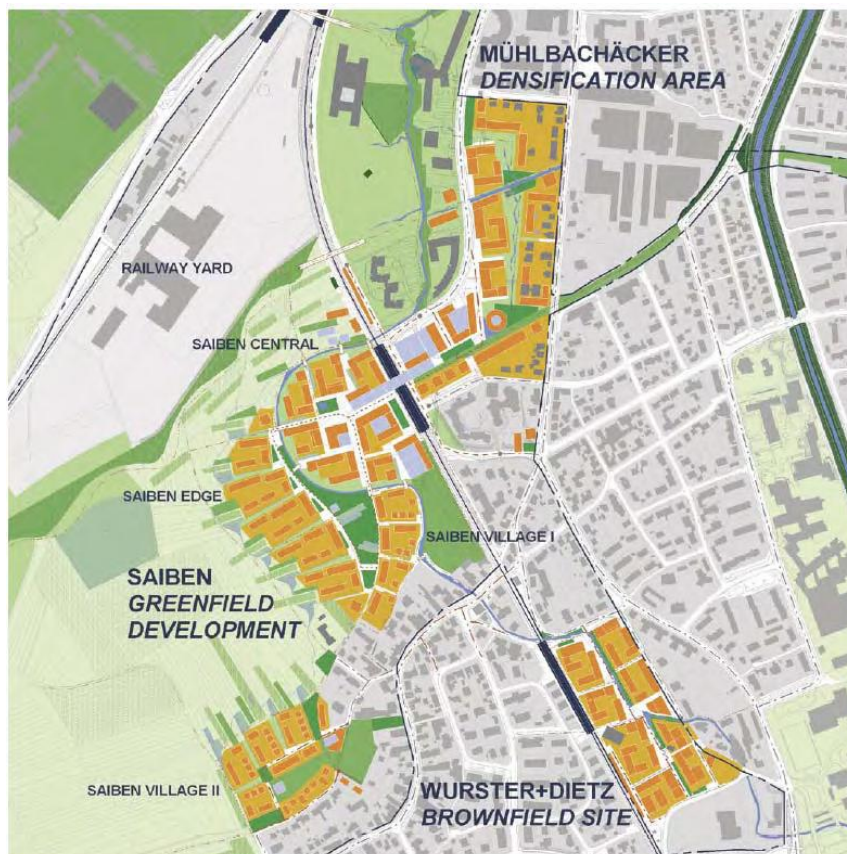 MÜHLBACHÄCKER
DENSIFICATION AREA
RAILWAY YARD
SAIBEN CENTRAL
SAIBEN EDGE
SAIBEN VILLAGE I
SAIBEN
GREENFIELD
DEVELOPMENT
SAIBEN VILLAGE II
WURSTER+DIETZ
BROWNFIELD SITE